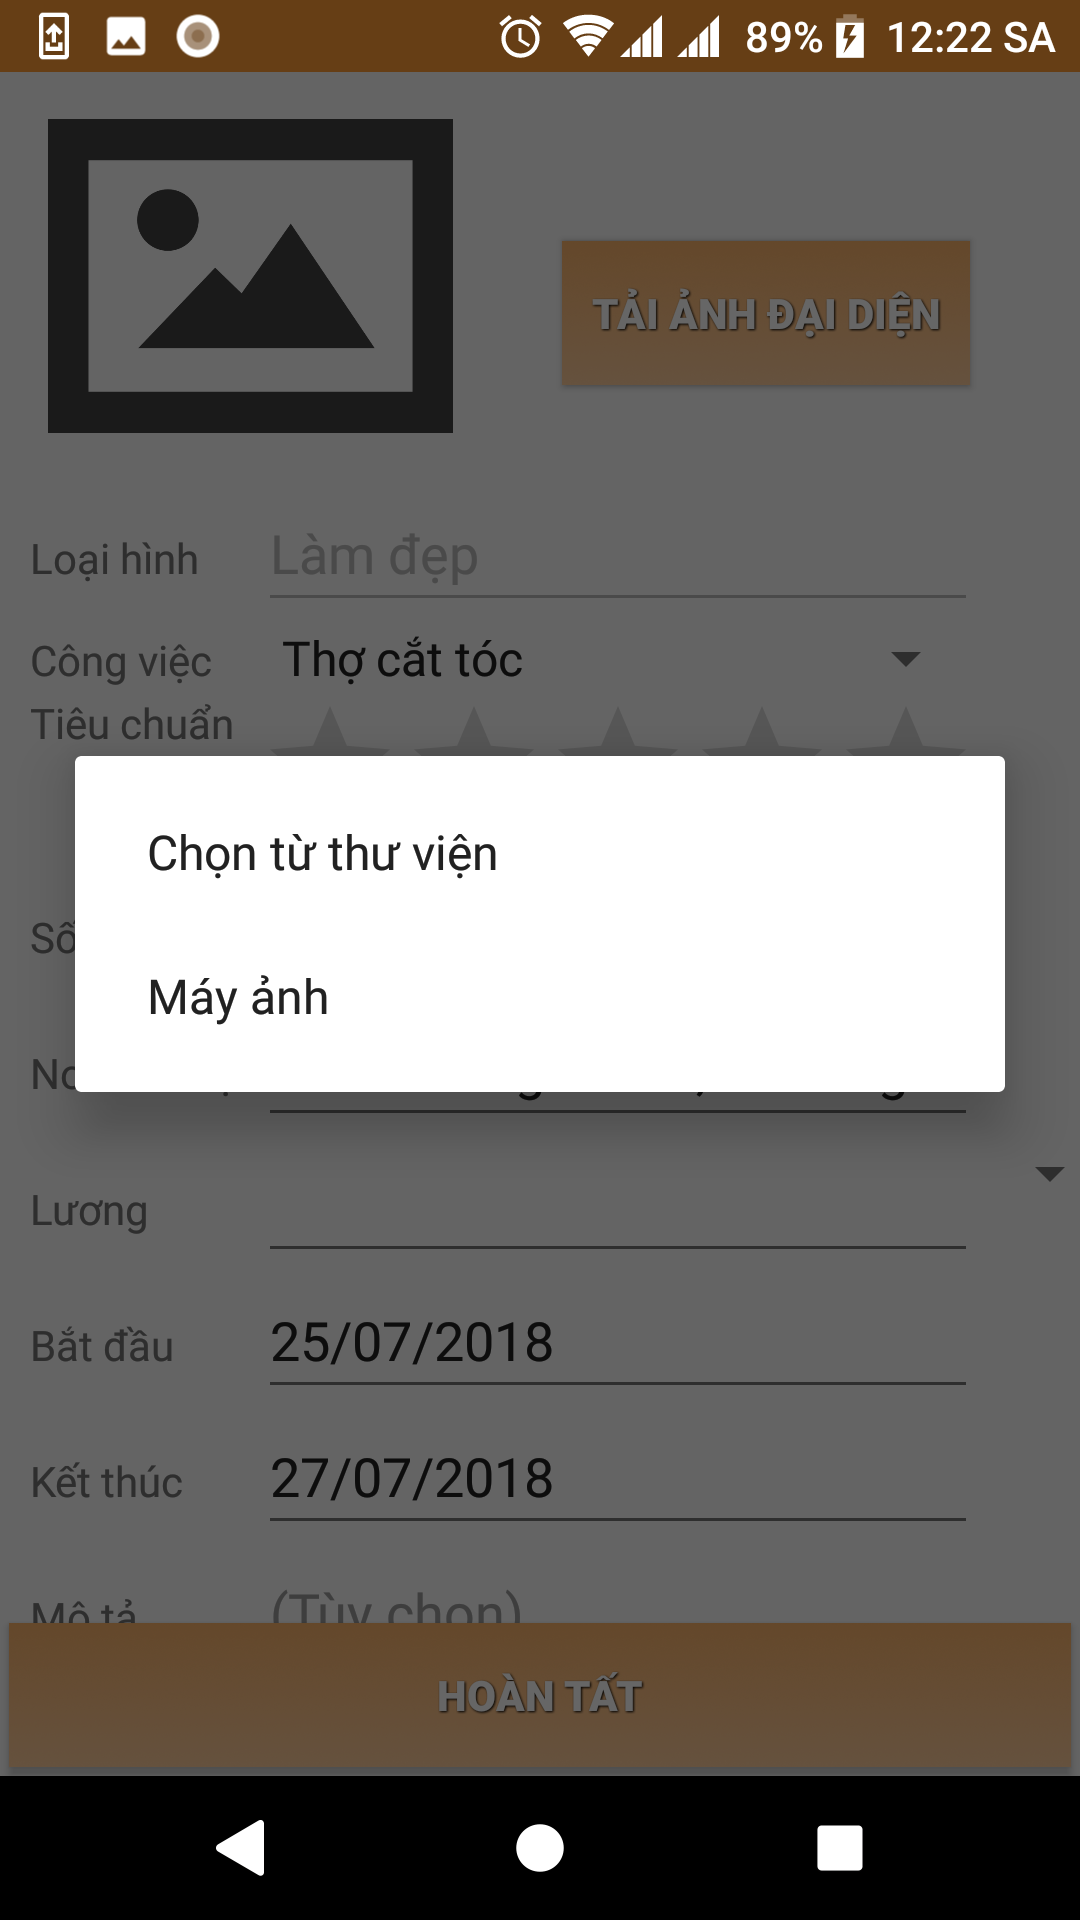 89% 12:22 SA
TẢI ẢNH ĐẠI DIỆN
Loại hình Làm đẹp
Công việc Thợ cắt tóc
Tiêu chuẩn
Chọn từ thư viện
Máy ảnh
Lương
Bắt đầu 25/07/2018
Kết thúc 27/07/2018
Mô tả (Tùy chọn)
HOÀN TẤT